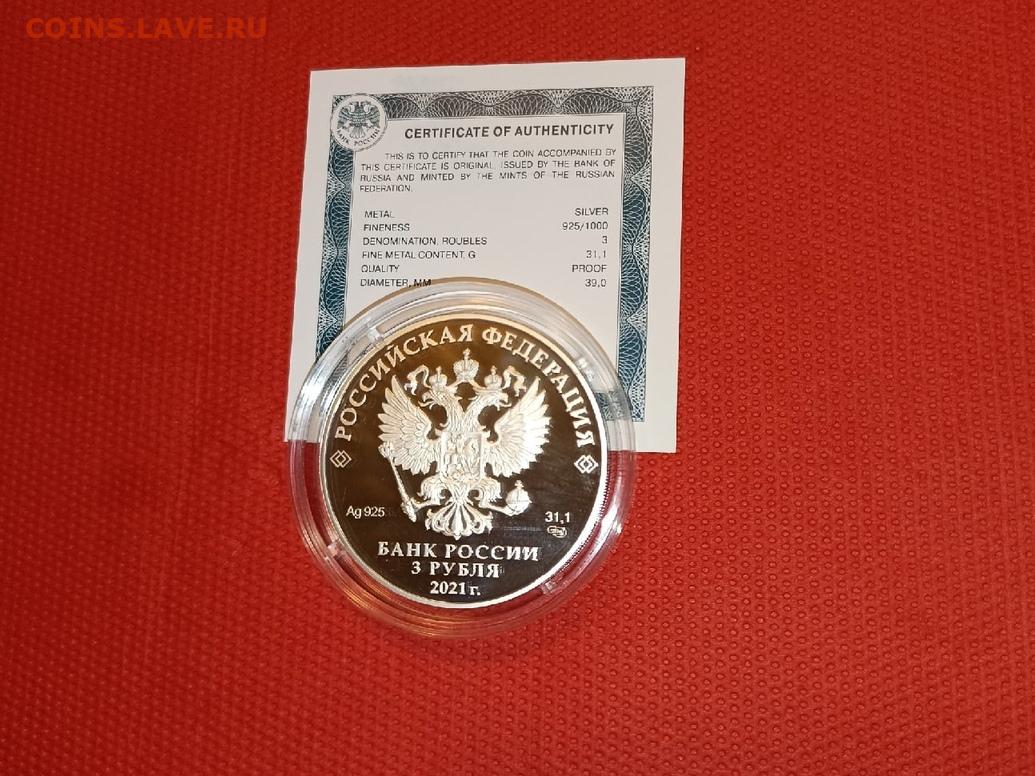 COINS.LAVE.RU
БАНК РОССИИ
CERTIFICATE OF AUTHENTICITY
THIS IS TO CERTIFY THAT THE COIN ACCOMPANIED BY
THIS CERTIFICATE IS ORIGINAL, ISSUED BY THE BANK OF
RUSSIA AND MINTED BY THE MINTS OF THE RUSSIAN
FEDERATION.
METAL SILVER
FINENESS 925/1000
DENOMINATION, ROUBLES 3
FINE METAL CONTENT, G 31,1
QUALITY PROOF
DIAMETER, MM 39,0
РОССИЙСКАЯ ФЕДЕРАЦИЯ
Ag 925 31,1
БАНК РОССИИ
3 РУБЛЯ
2021 г.